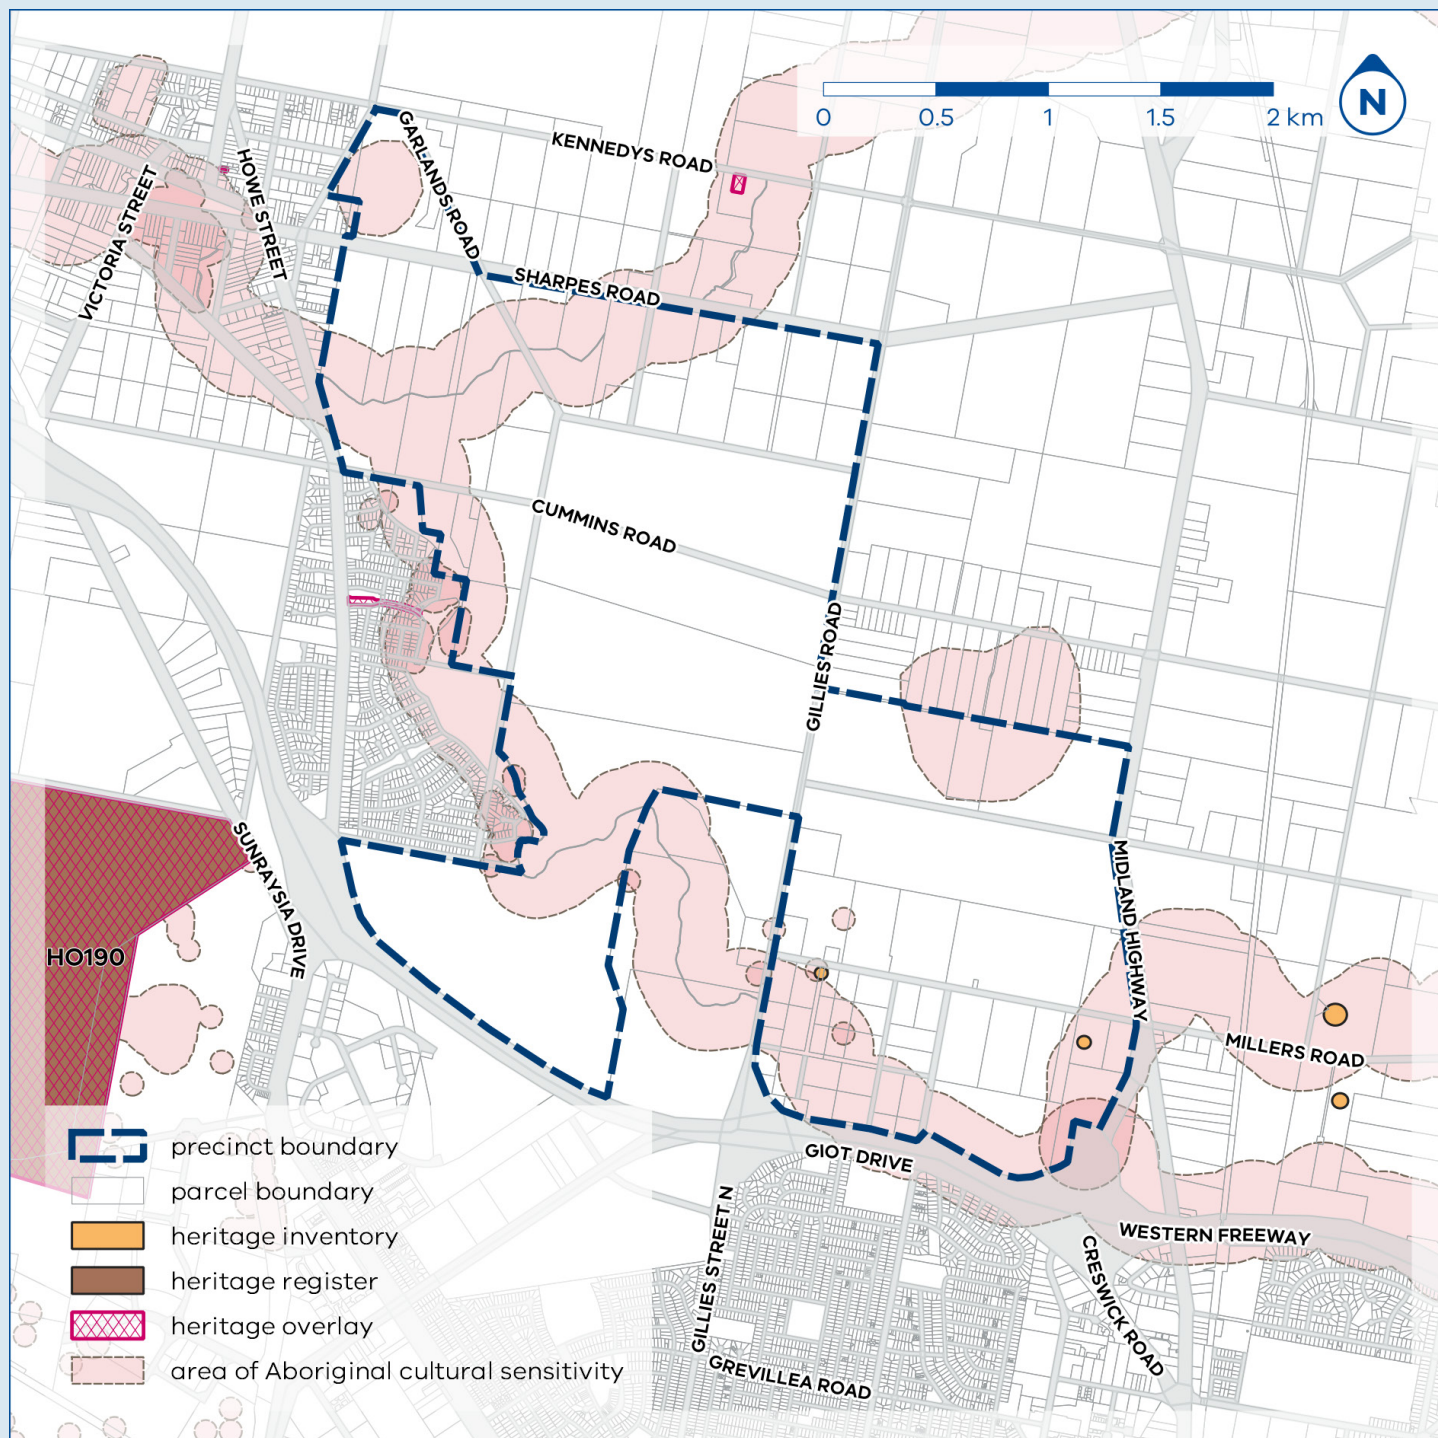 0 0.5 1 1.5 2 km
N
KENNEDYS ROAD
GARLANDS ROAD
HOWE STREET
VICTORIA STREET
SHARPES ROAD
CUMMINS ROAD
GILLIES ROAD
SUNRAYSIA DRIVE
MIDLAND HIGHWAY
HO190
MILLERS ROAD
GIOT DRIVE
WESTERN FREEWAY
GILLIES STREET N
CRESWICK ROAD
GREVILLEA ROAD
precinct boundary
parcel boundary
heritage inventory
heritage register
heritage overlay
area of Aboriginal cultural sensitivity